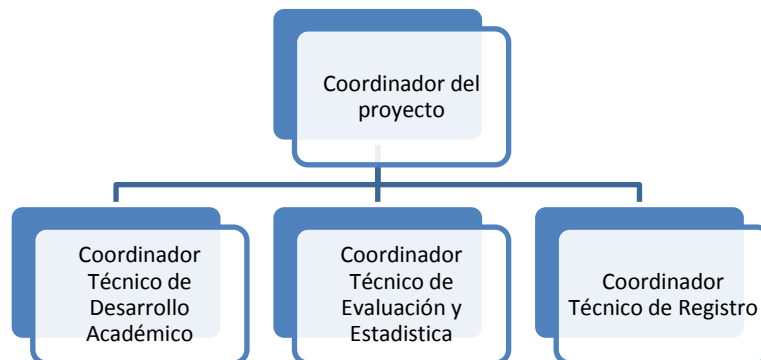 Coordinador del
proyecto
Coordinador
Técnico de
Desarrollo
Académico
Coordinador
Técnico de
Evaluación y
Estadistica
Coordinador
Técnico de Registro